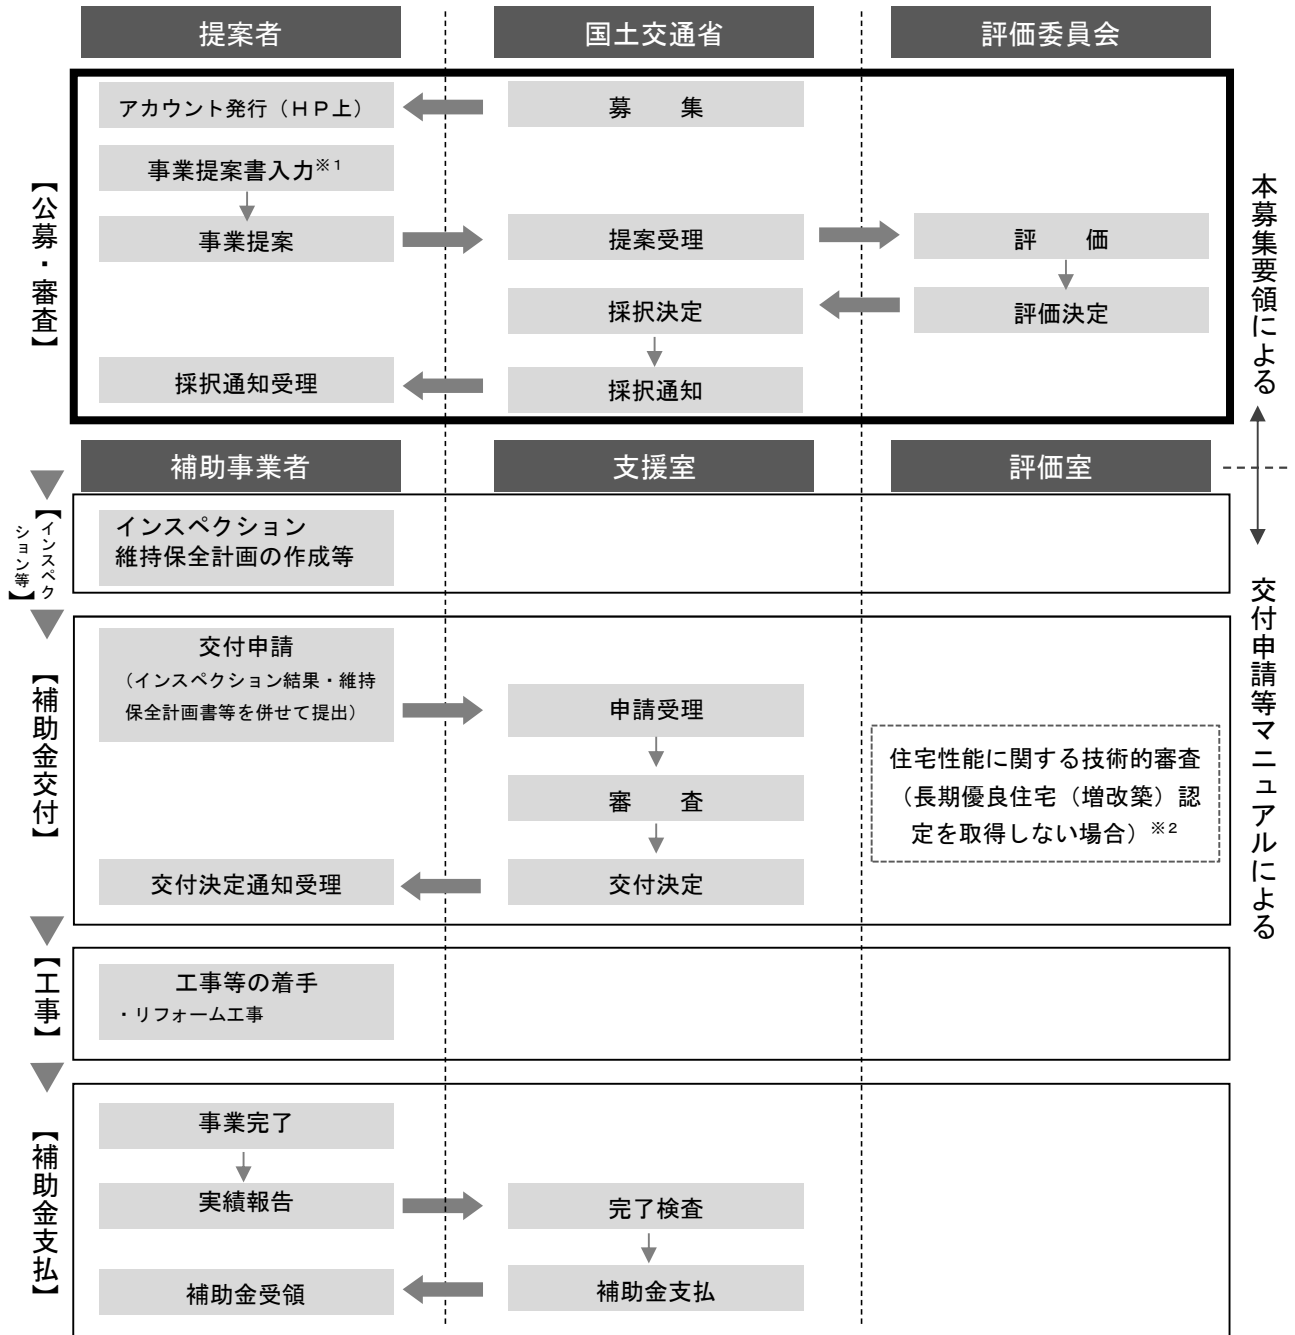 提案者
国土交通省
評価委員会
【公募・審査】
アカウント発行（ＨＰ上）
募　　集
事業提案書入力※1
事業提案
提案受理
評　　価
採択決定
評価決定
採択通知受理
採択通知
本募集要領による
補助事業者
支援室
評価室
【インスペク
ション等】
インスペクション
維持保全計画の作成等
【補助金交付】
交付申請
（インスペクション結果・維持
保全計画書等を併せて提出）
申請受理
審　　査
住宅性能に関する技術的審査
（長期優良住宅（増改築）認
定を取得しない場合）※2
交付決定通知受理
交付決定
交付申請等マニュアルによる
【工事】
工事等の着手
・リフォーム工事
【補助金支払】
事業完了
実績報告
完了検査
補助金受領
補助金支払